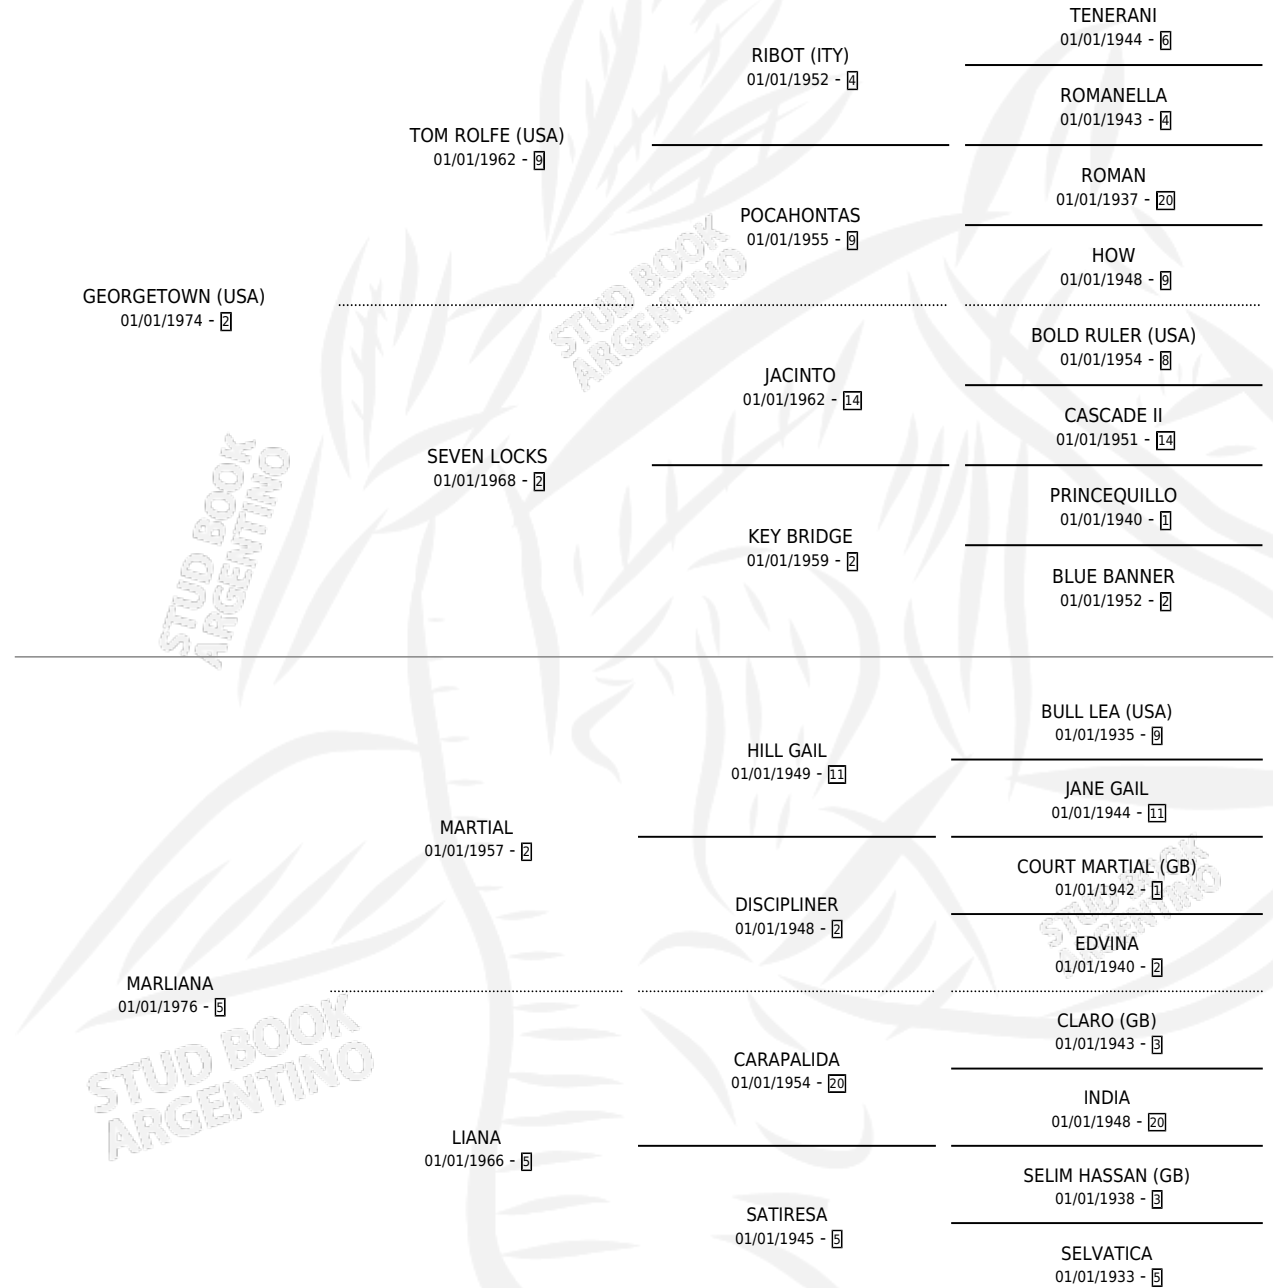 TENERANI
01/01/1944 - 6
RIBOT (ITY)
01/01/1952 - 4
ROMANELLA
01/01/1943 - 4
TOM ROLFE (USA)
01/01/1962 - 9
ROMAN
01/01/1937 - 20
POCAHONTAS
01/01/1955 - 9
HOW
01/01/1948 - 9
GEORGETOWN (USA)
01/01/1974 - 2
STUD BOOK
ARGENTINO
BOLD RULER (USA)
01/01/1954 - 8
JACINTO
01/01/1962 - 14
CASCADE II
01/01/1951 - 14
SEVEN LOCKS
01/01/1968 - 2
PRINCEQUILLO
01/01/1940 - 1
KEY BRIDGE
01/01/1959 - 2
BLUE BANNER
01/01/1952 - 2
STUD BOOK
ARGENTINO
BULL LEA (USA)
01/01/1935 - 9
HILL GAIL
01/01/1949 - 11
JANE GAIL
01/01/1944 - 11
MARTIAL
01/01/1957 - 2
COURT MARTIAL (GB)
01/01/1942 - 1
DISCIPLINER
01/01/1948 - 2
STUD BOOK
ARGENTINO
EDVINA
01/01/1940 - 2
MARLIANA
01/01/1976 - 5
CLARO (GB)
01/01/1943 - 3
CARAPALIDA
01/01/1954 - 20
INDIA
01/01/1948 - 20
STUD BOOK
ARGENTINO
LIANA
01/01/1966 - 5
SELIM HASSAN (GB)
01/01/1938 - 3
SATIRESA
01/01/1945 - 5
SELVATICA
01/01/1933 - 5